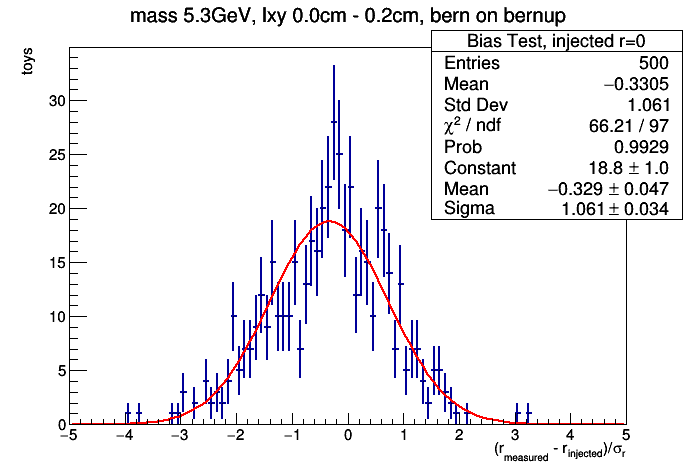 mass 5.3GeV, lxy 0.0cm - 0.2cm, bern on bernup
toys
Bias Test, injected r=0
Entries 500
Mean −0.3305
Std Dev 1.061
χ² / ndf 66.21 / 97
Prob 0.9929
Constant 18.8 ± 1.0
Mean −0.329 ± 0.047
Sigma 1.061 ± 0.034
30
25
20
15
10
5
0
−5 −4 −3 −2 −1 0 1 2 3 4 5
(r_measured - r_injected)/σ_r